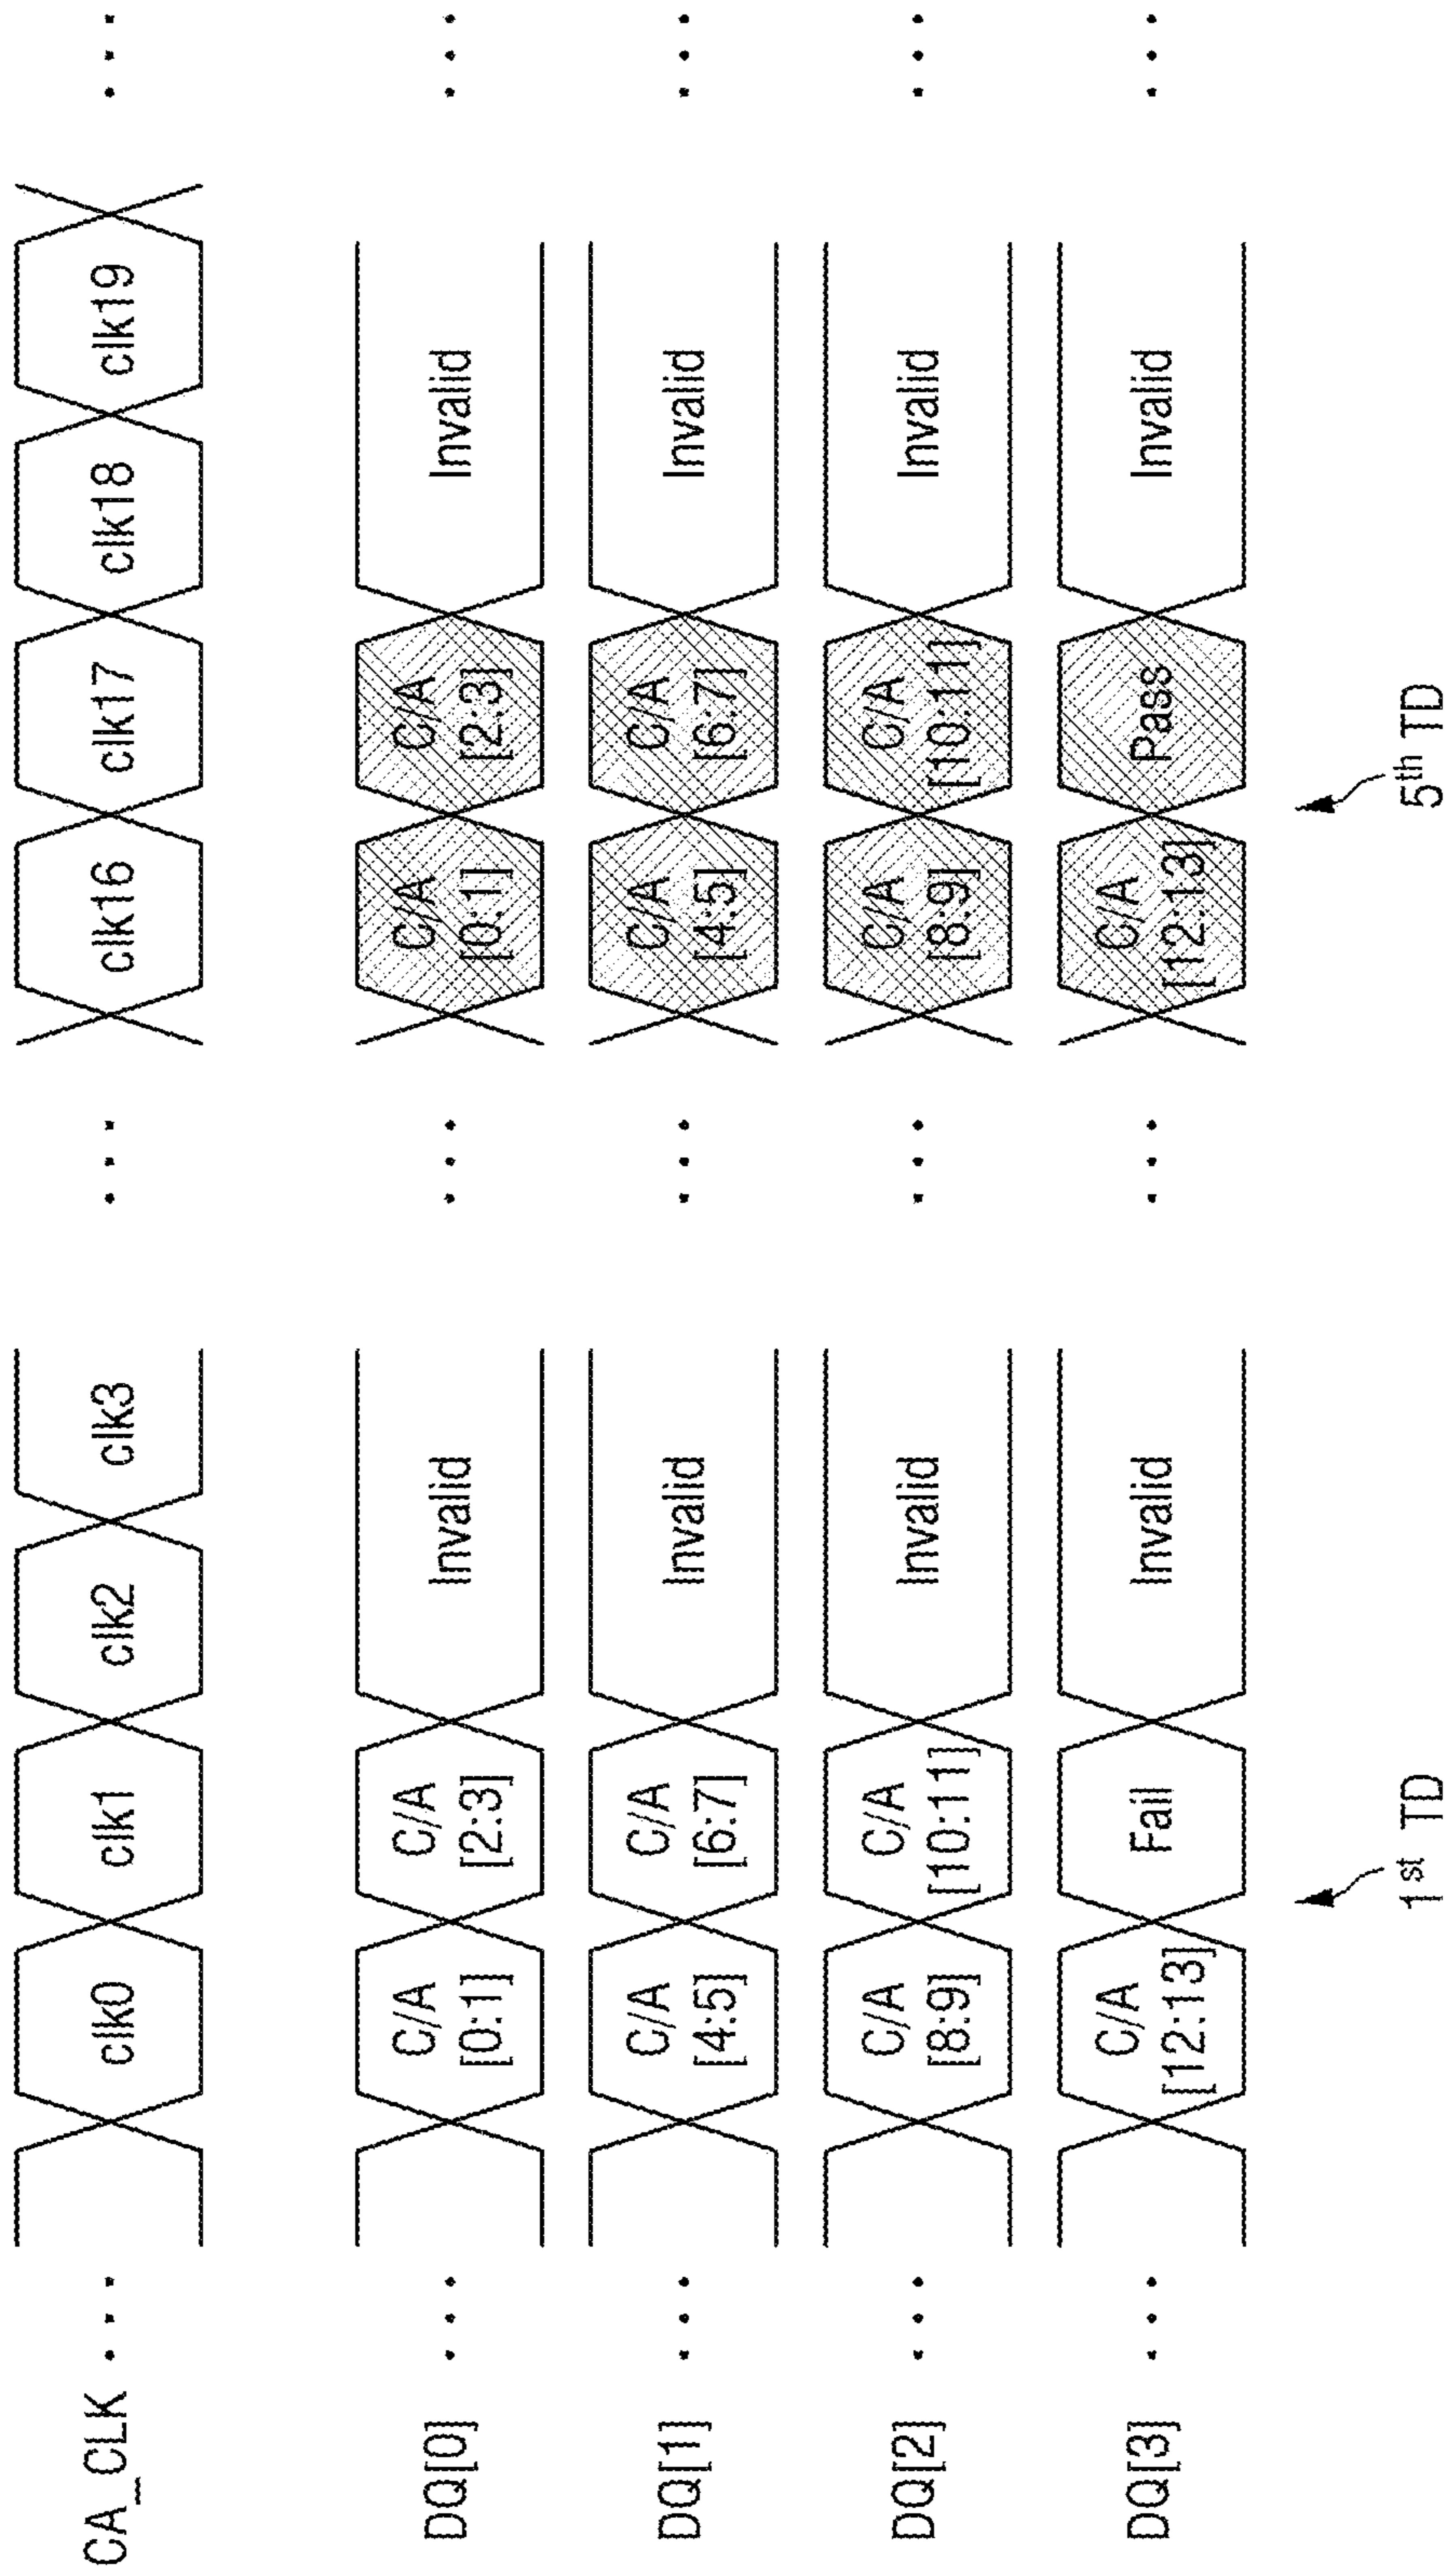 CA_CLK ... clk0 clk1 clk2 clk3 ... clk16 clk17 clk18 clk19 ...
DQ[0] ... C/A [0:1] C/A [2:3] Invalid ... C/A [0:1] C/A [2:3] Invalid ...
DQ[1] ... C/A [4:5] C/A [6:7] Invalid ... C/A [4:5] C/A [6:7] Invalid ...
DQ[2] ... C/A [8:9] C/A [10:11] Invalid ... C/A [8:9] C/A [10:11] Invalid ...
DQ[3] ... C/A [12:13] Fail Invalid ... C/A [12:13] Pass Invalid ...
1st TD 5th TD